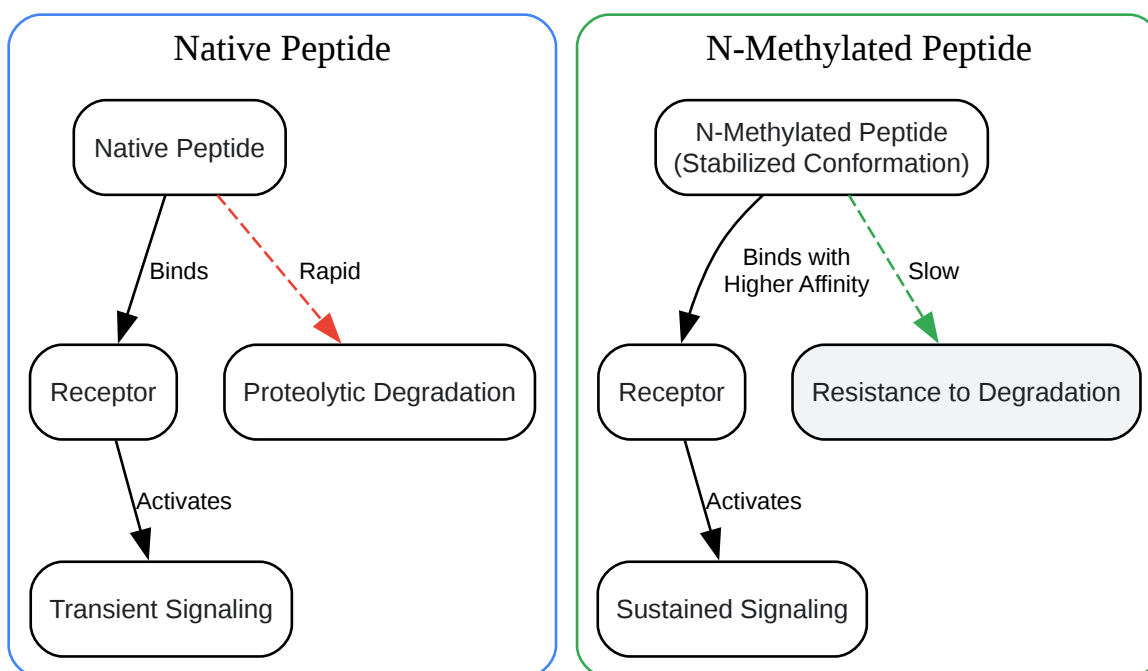 Native Peptide
Native Peptide
Binds
Rapid
Receptor
Proteolytic Degradation
Activates
Transient Signaling
N-Methylated Peptide
N-Methylated Peptide
(Stabilized Conformation)
Binds with
Higher Affinity
Slow
Receptor
Resistance to Degradation
Activates
Sustained Signaling